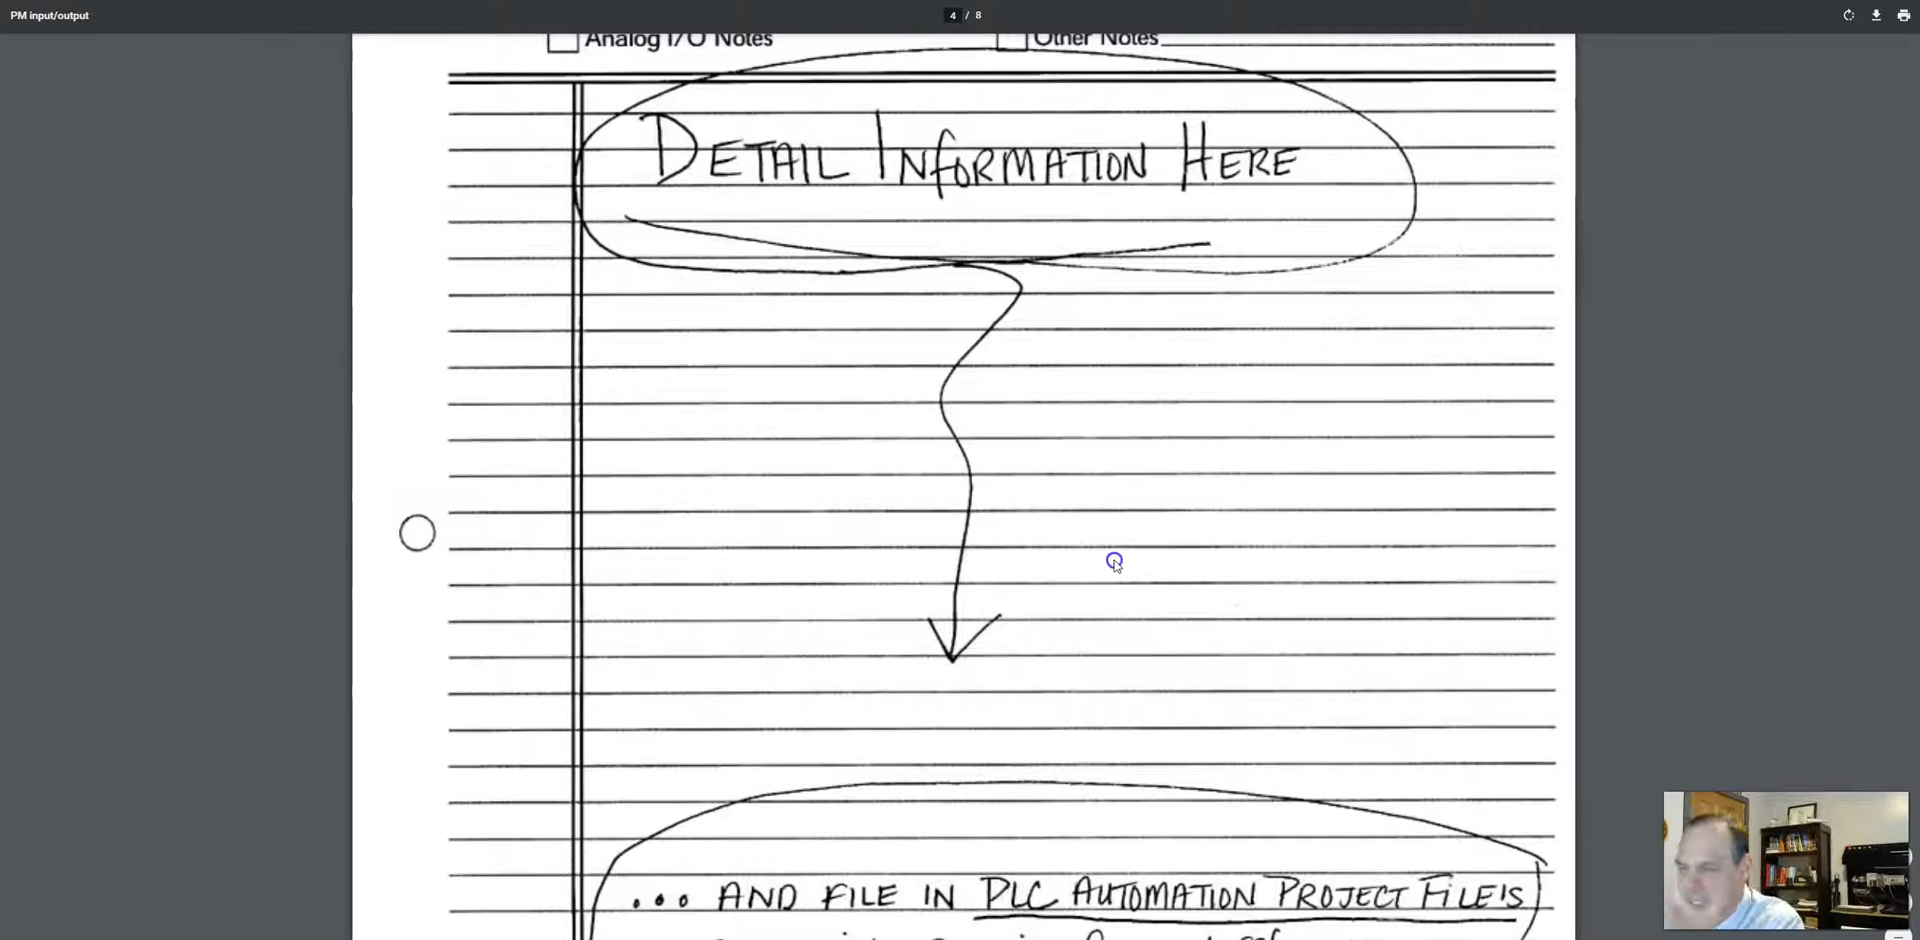 PM input/output
4 / 8
Analog I/O Notes
Other Notes
DETAIL INFORMATION HERE
... AND FILE IN PLC AUTOMATION PROJECT FILE'S